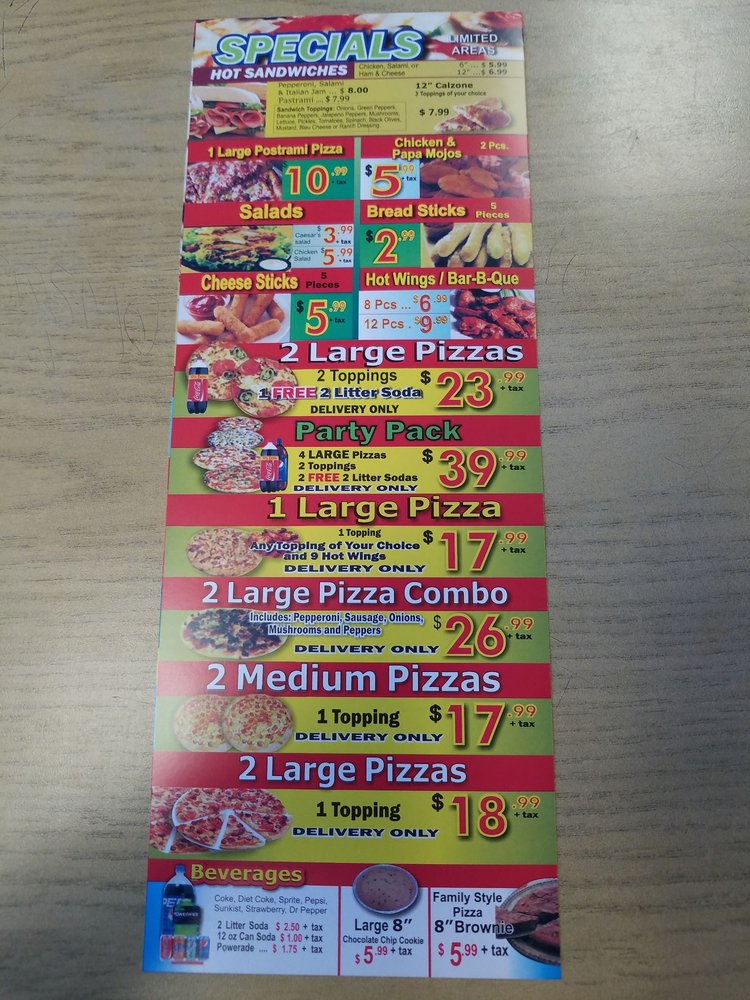 SPECIALS
LIMITED
AREAS
HOT SANDWICHES
Chicken, Salami, or
Ham & Cheese
6" ... $ 5.99
12" ... $ 6.99
Pepperoni, Salami
& Italian Jam ... $ 8.00
Pastrami ... $ 7.99
Sandwich Toppings: Onions, Green Peppers,
Banana Peppers, Jalapeno Peppers, Mushrooms,
Lettuce, Pickles, Tomatoes, Spinach, Black Olives,
Mustard, Bleu Cheese or Ranch Dressing
12" Calzone
3 Toppings of your choice
$ 7.99
1 Large Postrami Pizza
$ 10.99
+ tax
Chicken &
Papa Mojos
2 Pcs.
$ 5.99
+ tax
Salads
Caesar's
salad
$ 3.99
+ tax
Chicken
Salad
$ 5.99
+ tax
Bread Sticks
5
Pieces
$ 2.99
Cheese Sticks
5
Pieces
$ 5.99
+ tax
Hot Wings / Bar-B-Que
8 Pcs ... $ 6.99
12 Pcs . $ 9.99
2 Large Pizzas
2 Toppings
1 FREE 2 Litter Soda
DELIVERY ONLY
$ 23.99
+ tax
Party Pack
4 LARGE Pizzas
2 Toppings
2 FREE 2 Litter Sodas
DELIVERY ONLY
$ 39.99
+ tax
1 Large Pizza
1 Topping
Any Topping of Your Choice
and 9 Hot Wings
DELIVERY ONLY
$ 17.99
+ tax
2 Large Pizza Combo
Includes: Pepperoni, Sausage, Onions,
Mushrooms and Peppers
DELIVERY ONLY
$ 26.99
+ tax
2 Medium Pizzas
1 Topping
DELIVERY ONLY
$ 17.99
+ tax
2 Large Pizzas
1 Topping
DELIVERY ONLY
$ 18.99
+ tax
Beverages
Coke, Diet Coke, Sprite, Pepsi,
Sunkist, Strawberry, Dr Pepper
2 Litter Soda $ 2.50 + tax
12 oz Can Soda $ 1.00 + tax
Powerade .... $ 1.75 + tax
Large 8"
Chocolate Chip Cookie
$ 5.99 + tax
Family Style
Pizza
8" Brownie
$ 5.99 + tax